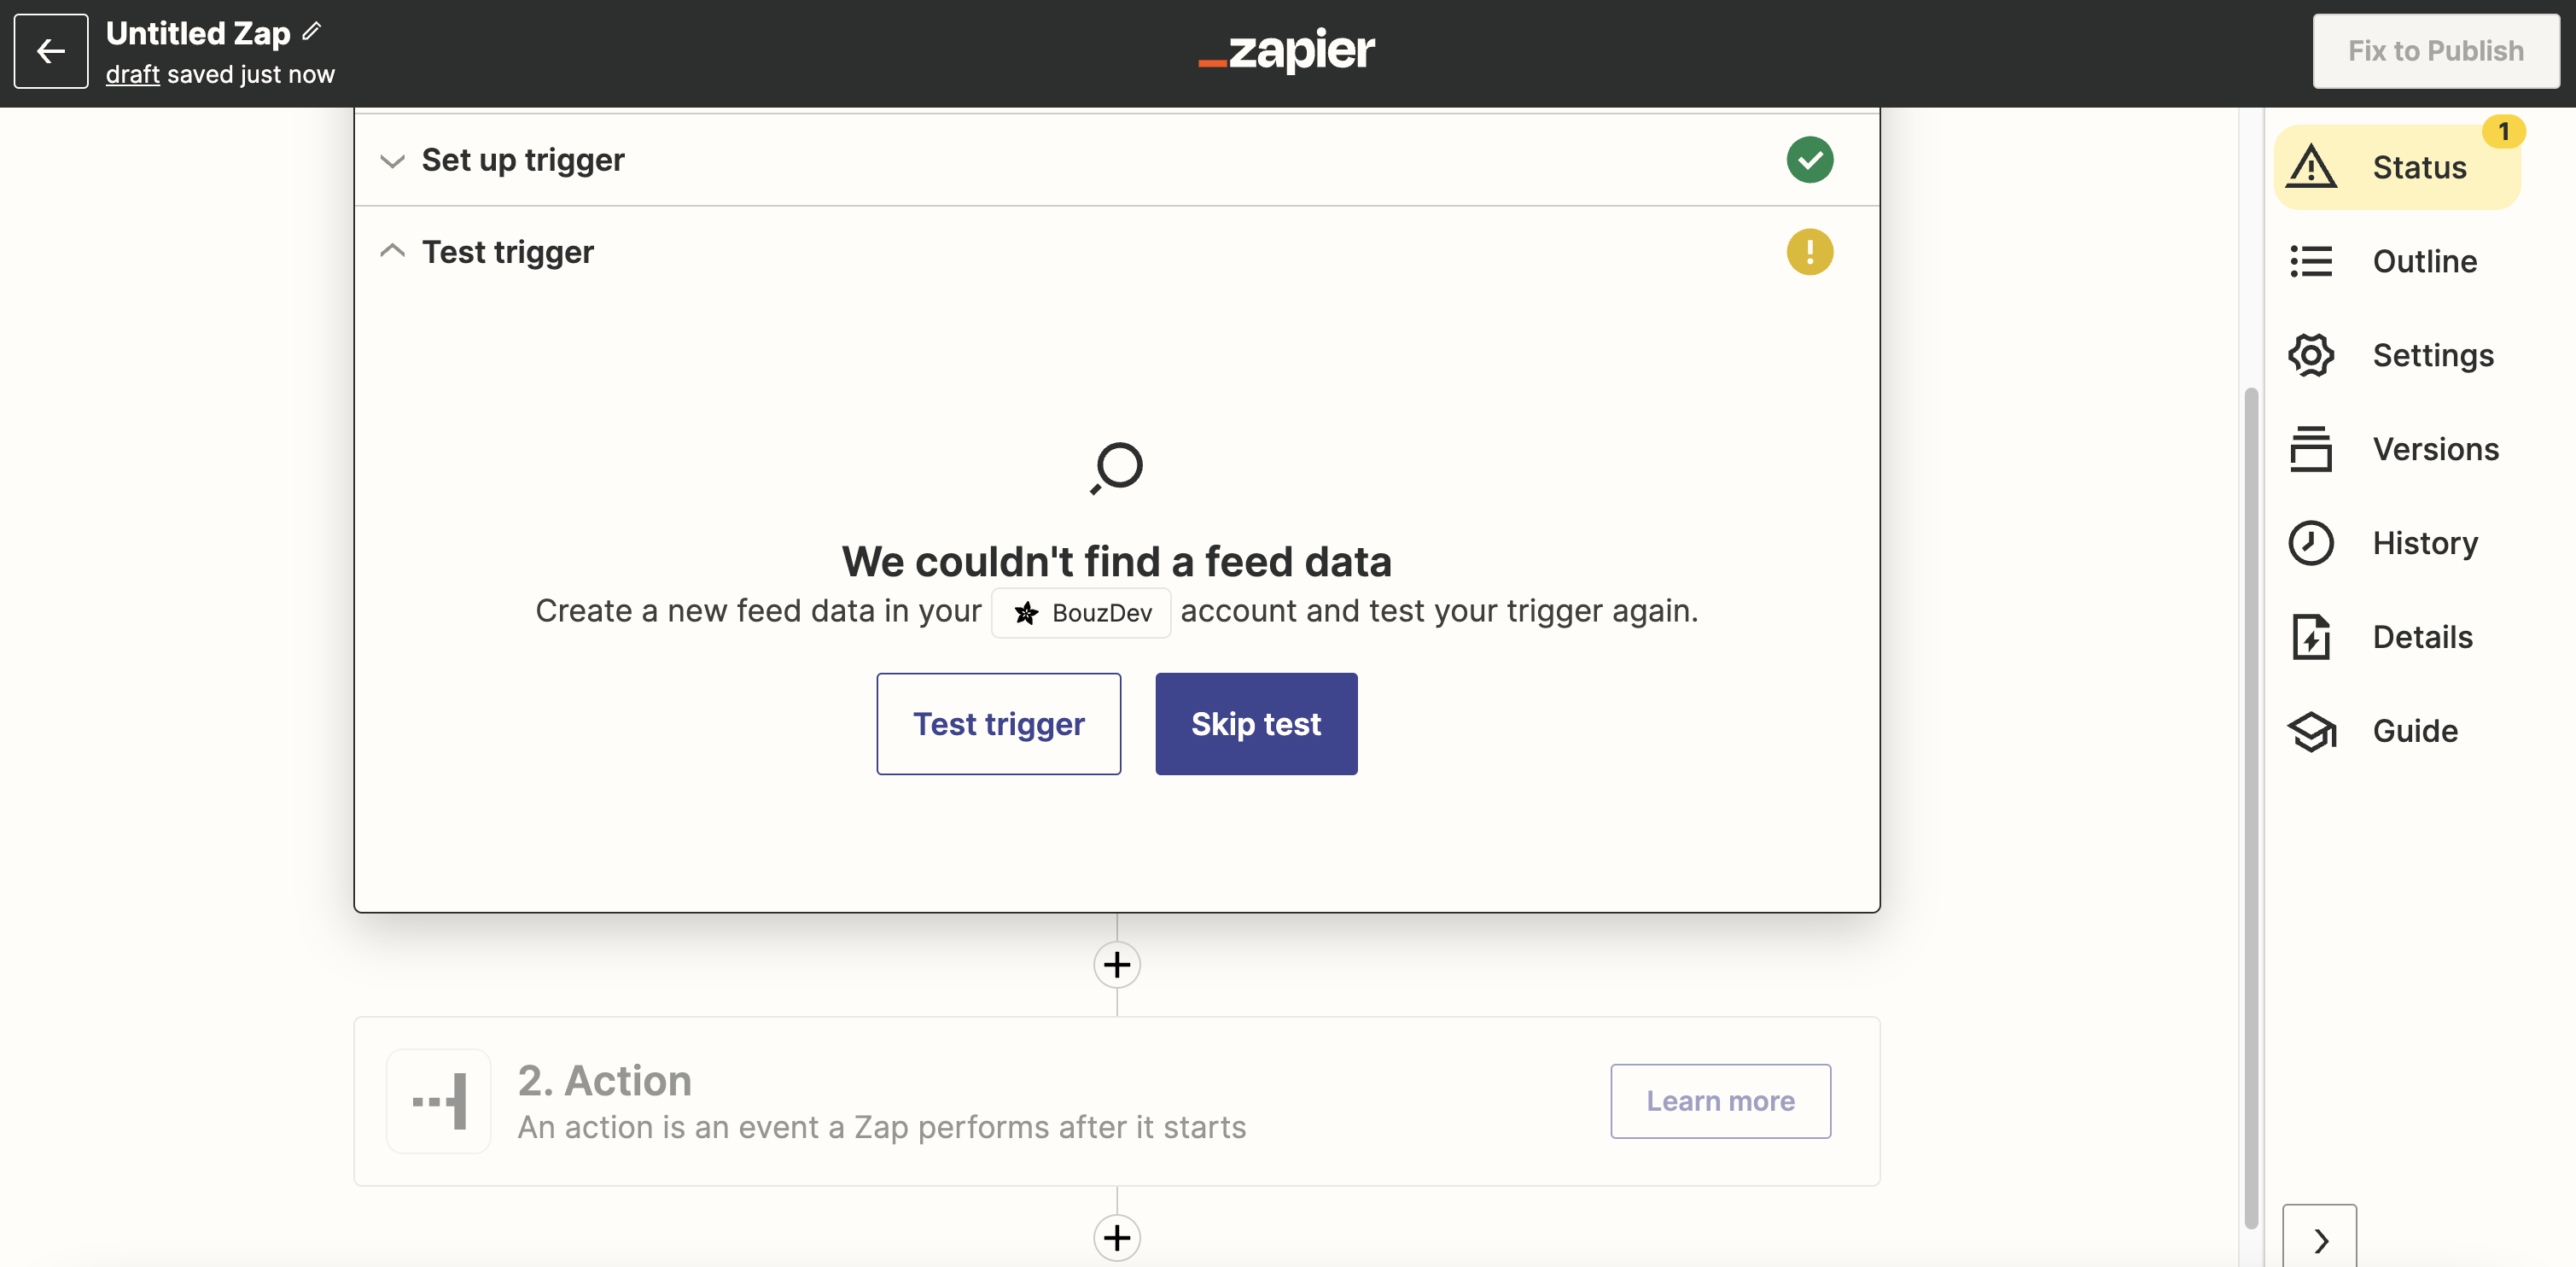 Untitled Zap
draft saved just now
zapier
Fix to Publish
Set up trigger
Test trigger
!
We couldn't find a feed data
Create a new feed data in your BouzDev account and test your trigger again.
Test trigger
Skip test
2. Action
An action is an event a Zap performs after it starts
Learn more
1
Status
Outline
Settings
Versions
History
Details
Guide